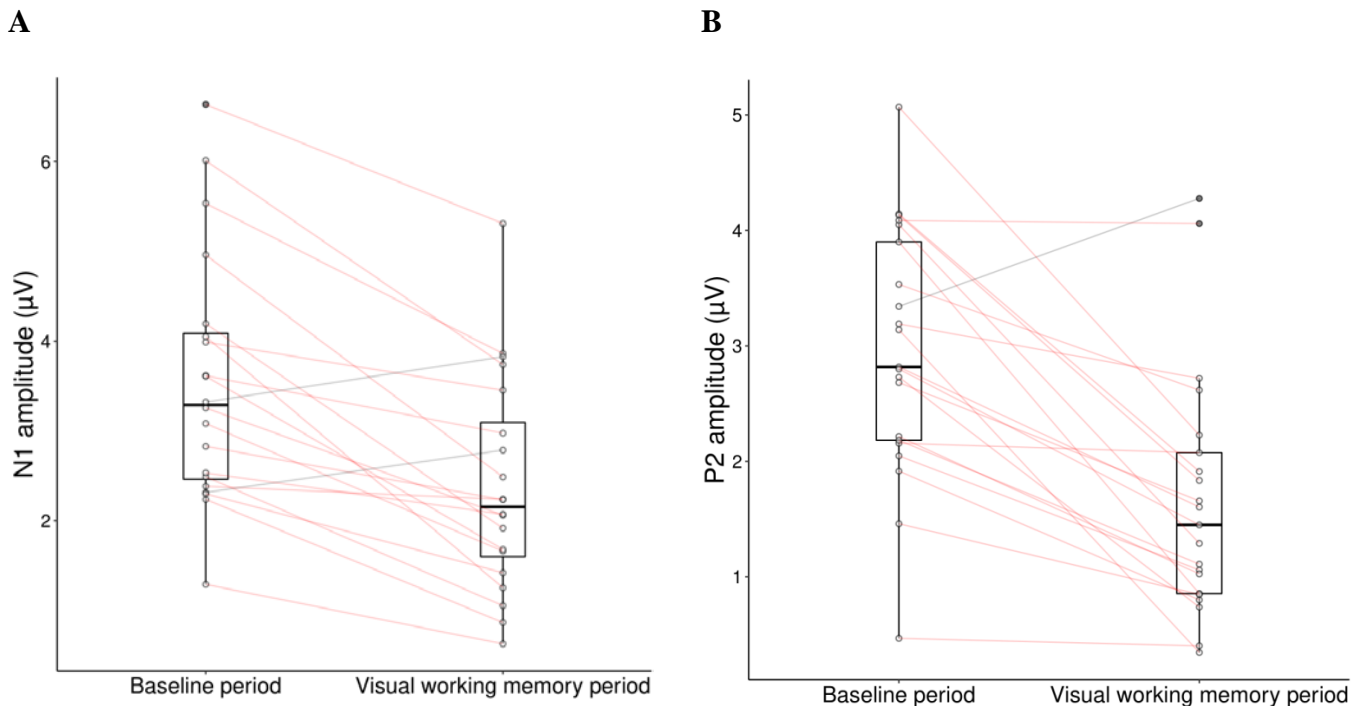 A
B
N1 amplitude (µV)
6
4
2
Baseline period
Visual working memory period
P2 amplitude (µV)
5
4
3
2
1
Baseline period
Visual working memory period